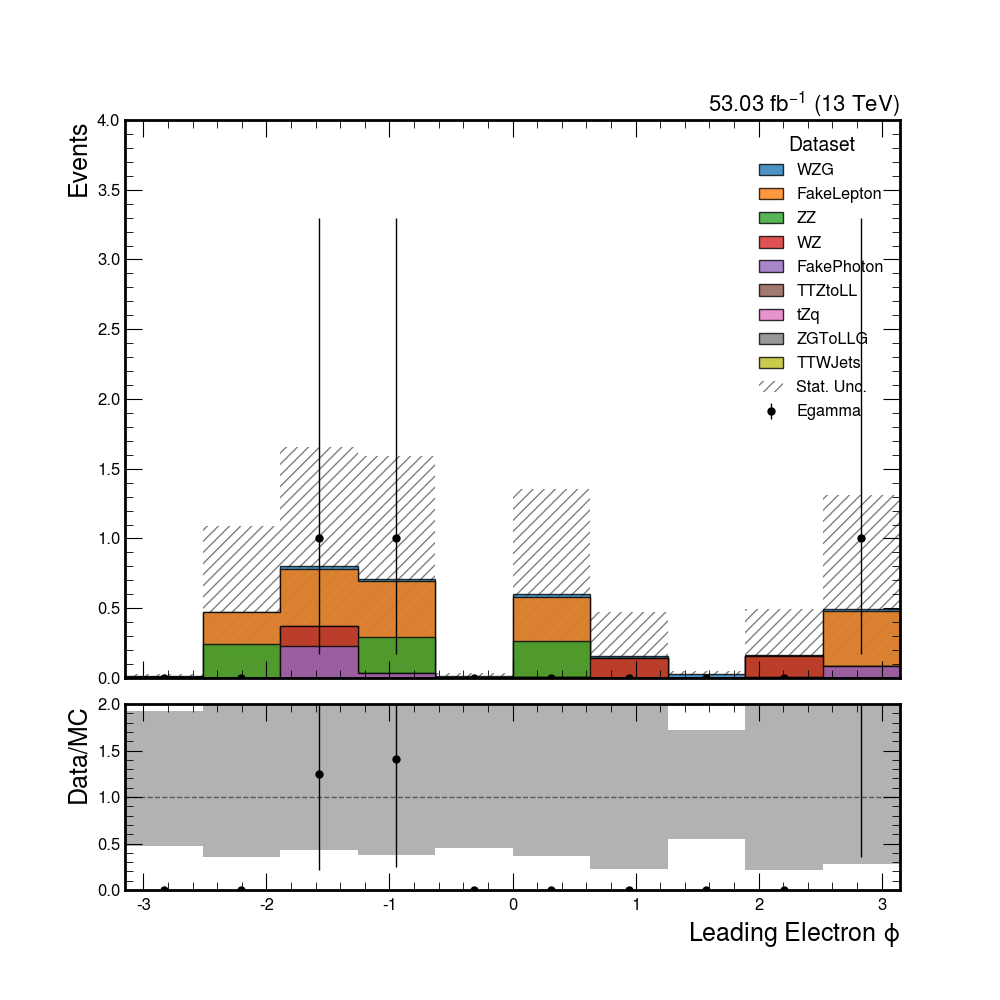 53.03 fb⁻¹ (13 TeV)
Events
4.0
3.5
3.0
2.5
2.0
1.5
1.0
0.5
0.0
Dataset
WZG
FakeLepton
ZZ
WZ
FakePhoton
TTZtoLL
tZq
ZGToLLG
TTWJets
Stat. Unc.
Egamma
Data/MC
2.0
1.5
1.0
0.5
0.0
-3 -2 -1 0 1 2 3
Leading Electron ϕ